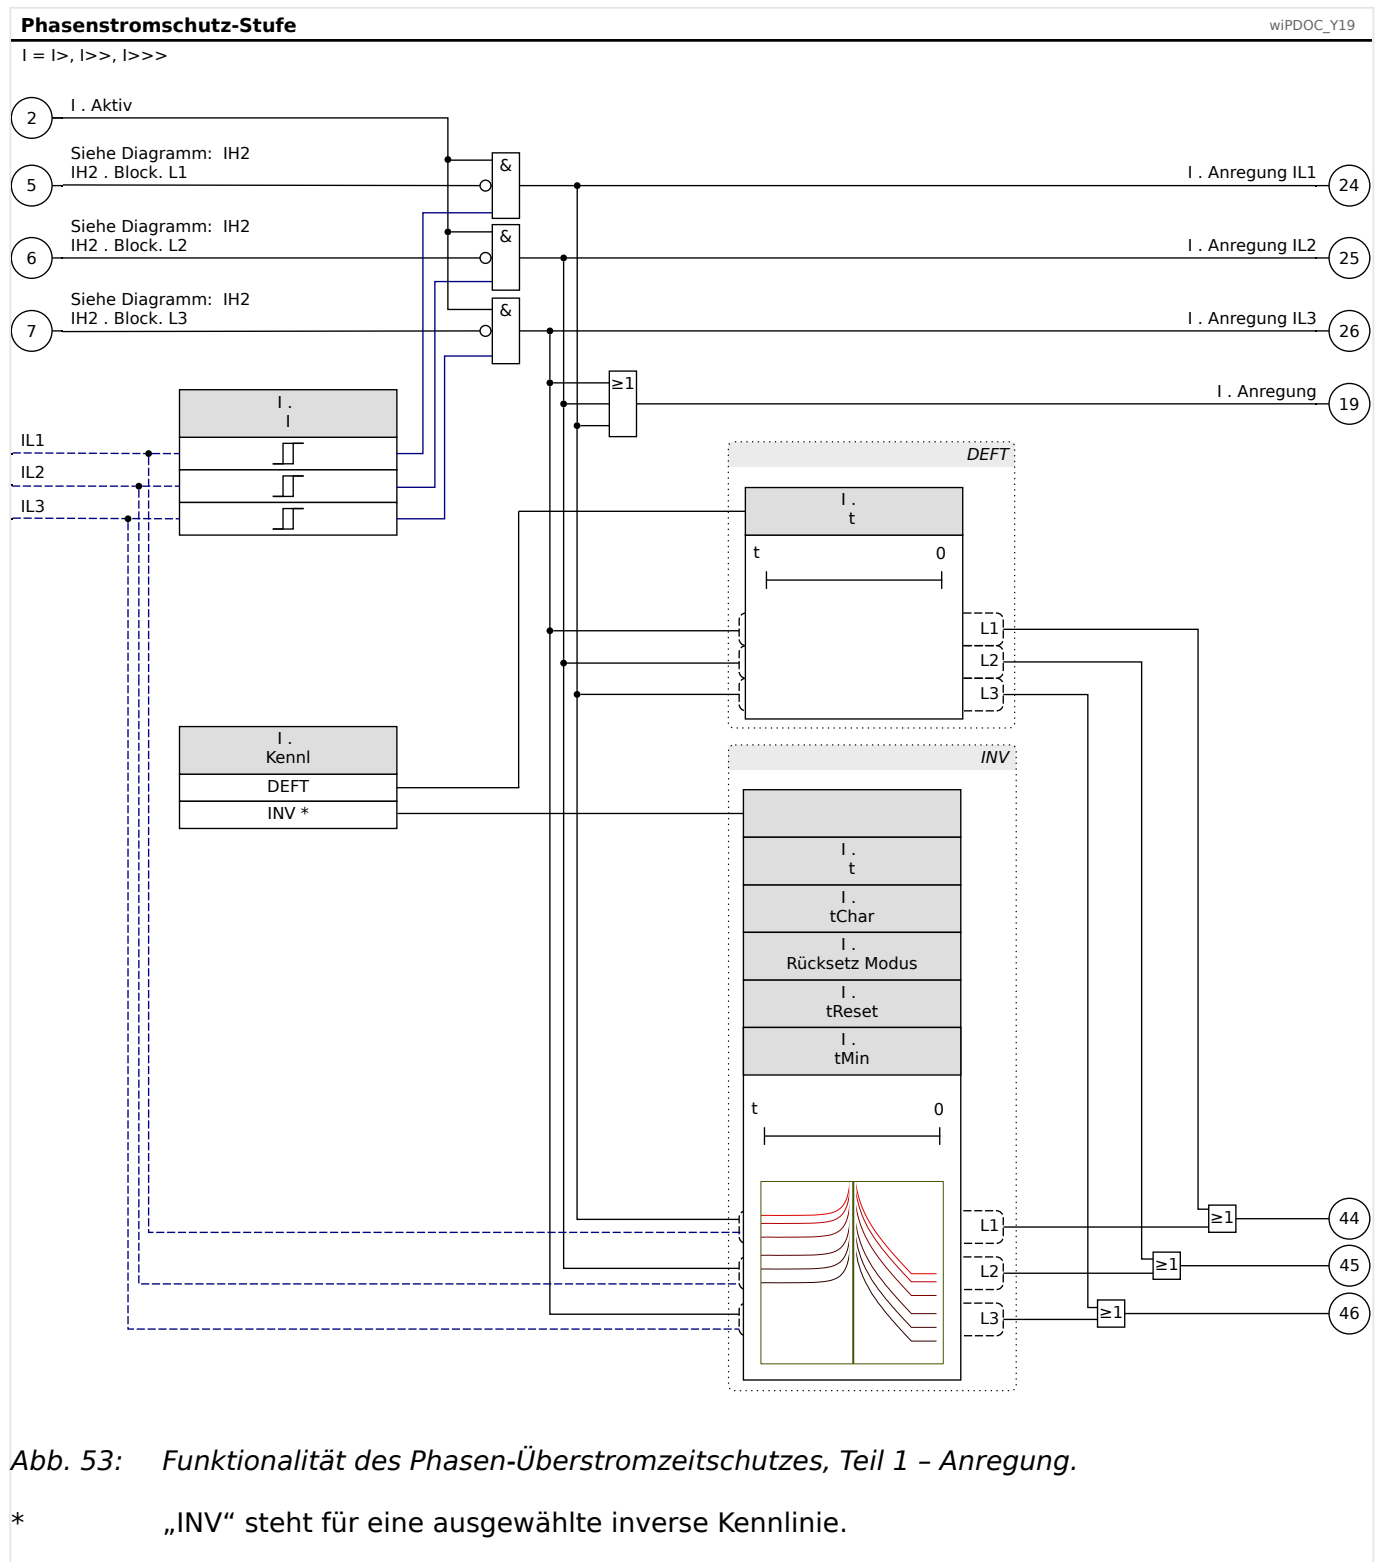 Phasenstromschutz-Stufe
wiPDOC_Y19
I = I>, I>>, I>>>
2
I . Aktiv
Siehe Diagramm: IH2
5
IH2 . Block. L1
&
I . Anregung IL1
24
Siehe Diagramm: IH2
6
IH2 . Block. L2
&
I . Anregung IL2
25
Siehe Diagramm: IH2
7
IH2 . Block. L3
&
I . Anregung IL3
26
≥1
I . Anregung
19
I .
I
IL1
IL2
IL3
DEFT
I .
t
t 0
L1
L2
L3
I .
Kennl
DEFT
INV *
INV
I .
t
I .
tChar
I .
Rücksetz Modus
I .
tReset
I .
tMin
t 0
L1
≥1
44
L2
≥1
45
L3
≥1
46
Abb. 53: Funktionalität des Phasen-Überstromzeitschutzes, Teil 1 – Anregung.
* „INV“ steht für eine ausgewählte inverse Kennlinie.